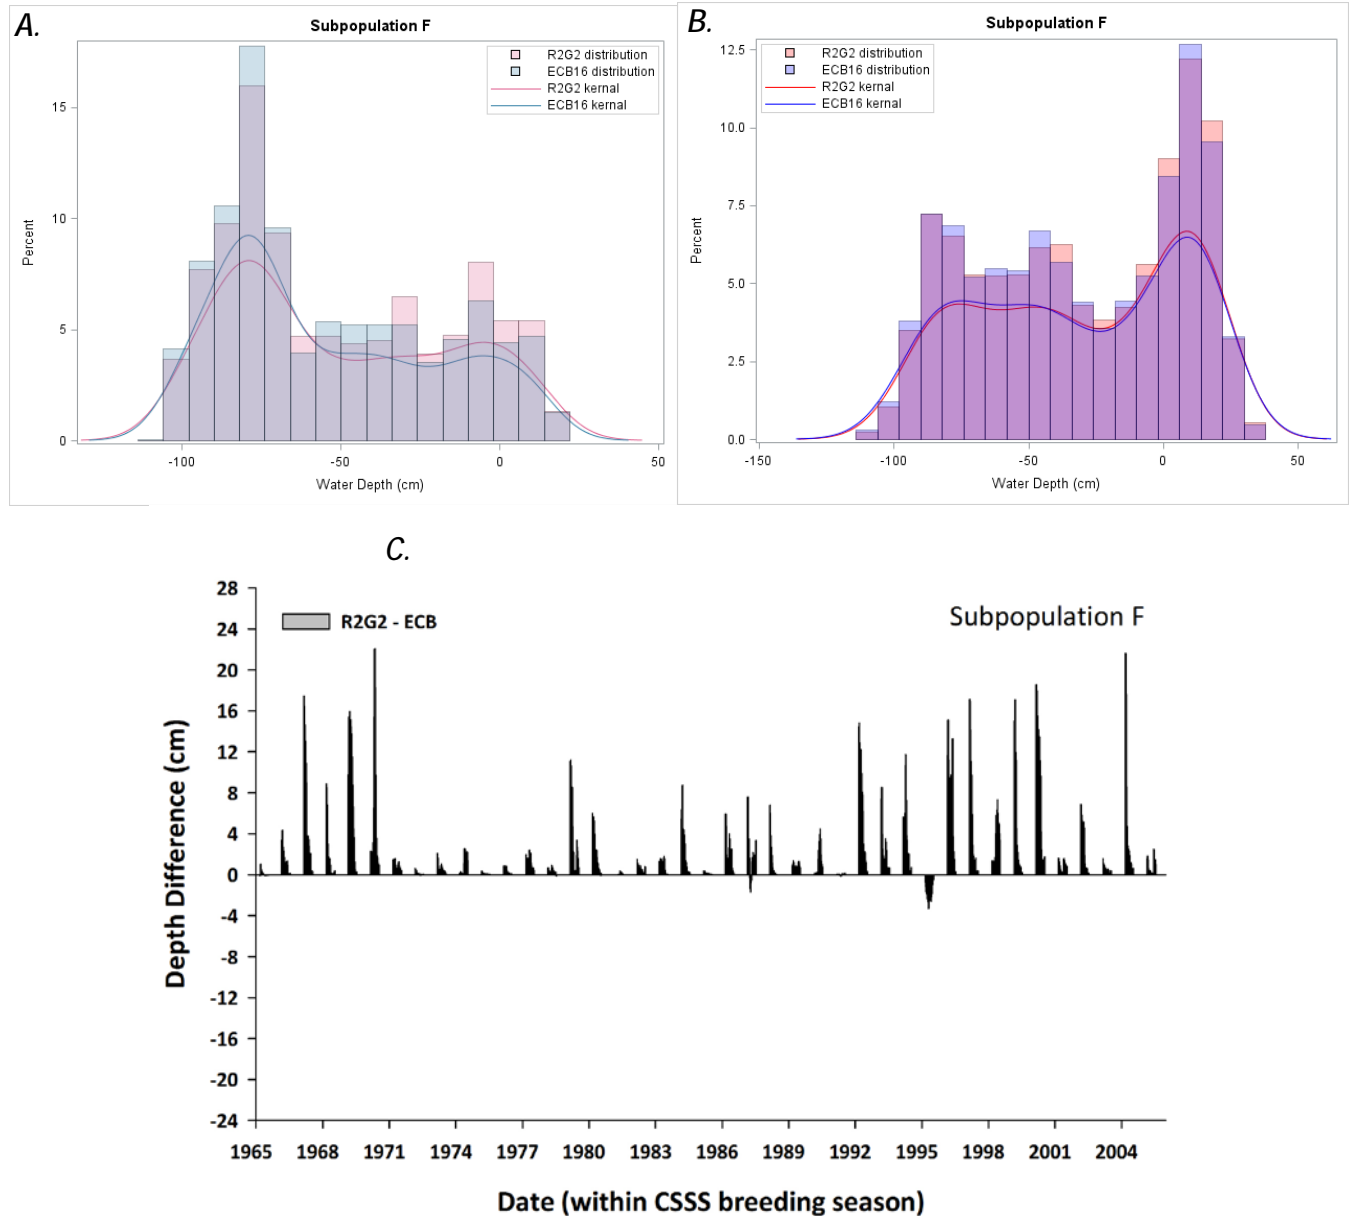 A.
Subpopulation F
R2G2 distribution
ECB16 distribution
R2G2 kernal
ECB16 kernal
Percent
15
10
5
0
-100 -50 0 50
Water Depth (cm)
B.
Subpopulation F
R2G2 distribution
ECB16 distribution
R2G2 kernal
ECB16 kernal
Percent
12.5
10.0
7.5
5.0
2.5
0.0
-150 -100 -50 0 50
Water Depth (cm)
C.
Subpopulation F
R2G2 - ECB
Depth Difference (cm)
28
24
20
16
12
8
4
0
-4
-8
-12
-16
-20
-24
1965 1968 1971 1974 1977 1980 1983 1986 1989 1992 1995 1998 2001 2004
Date (within CSSS breeding season)